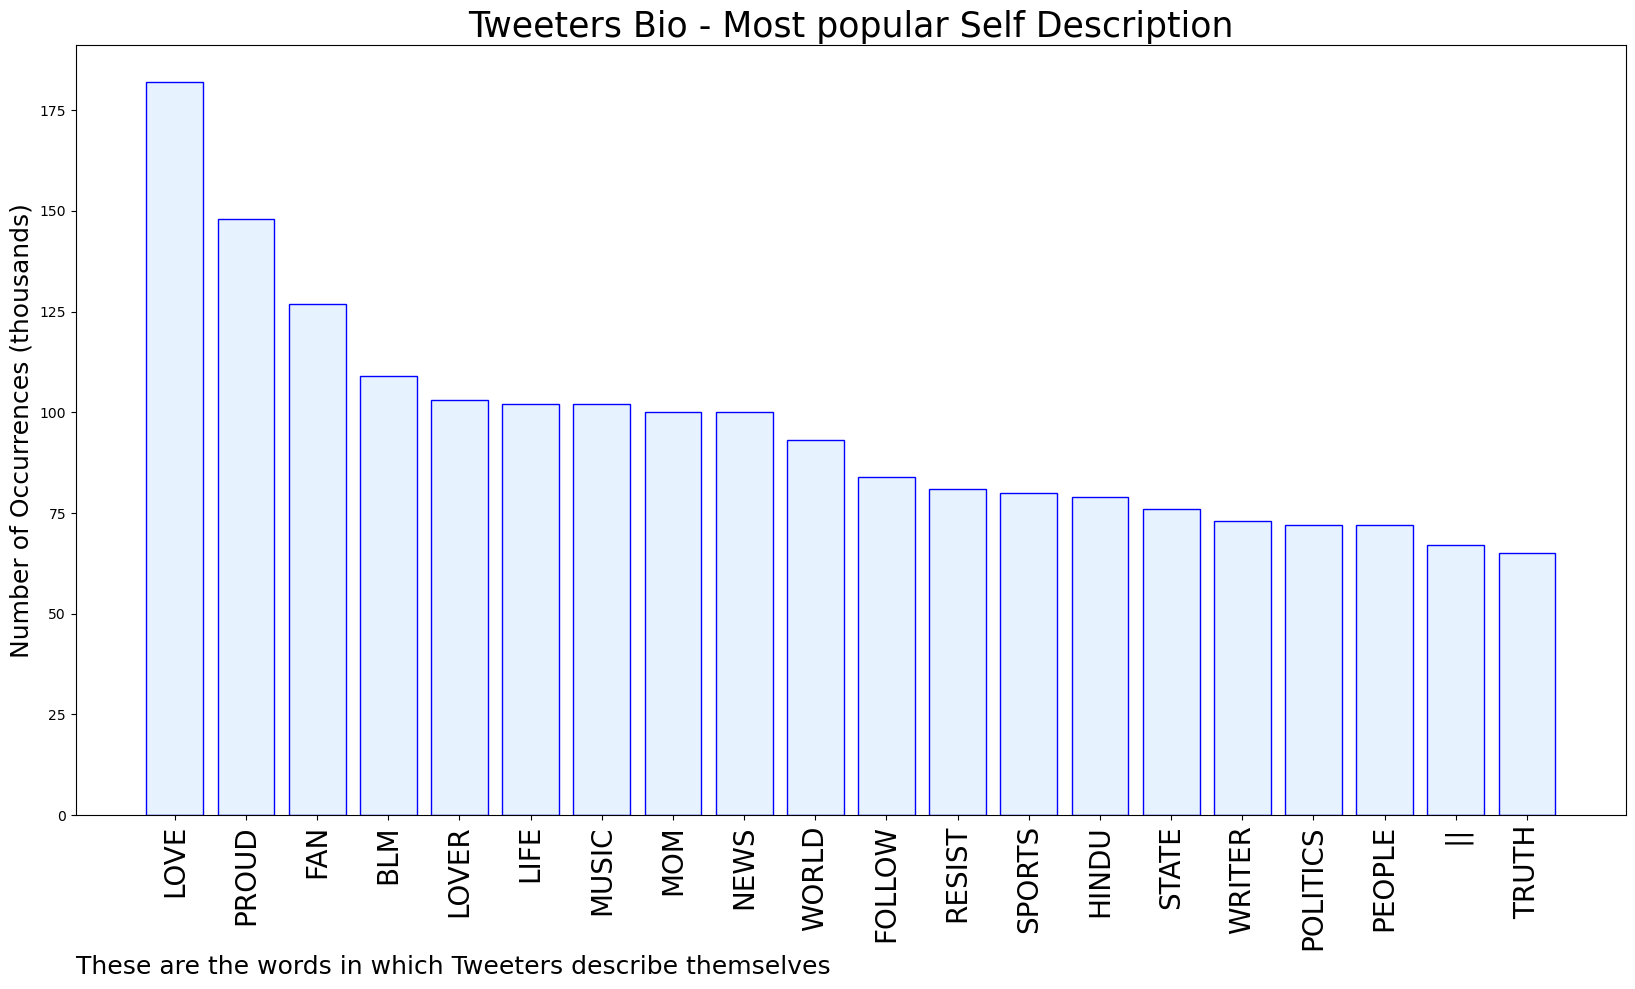 Tweeters Bio - Most popular Self Description
Number of Occurrences (thousands)
175
150
125
100
75
50
25
0
LOVE
PROUD
FAN
BLM
LOVER
LIFE
MUSIC
MOM
NEWS
WORLD
FOLLOW
RESIST
SPORTS
HINDU
STATE
WRITER
POLITICS
PEOPLE
||
TRUTH
These are the words in which Tweeters describe themselves